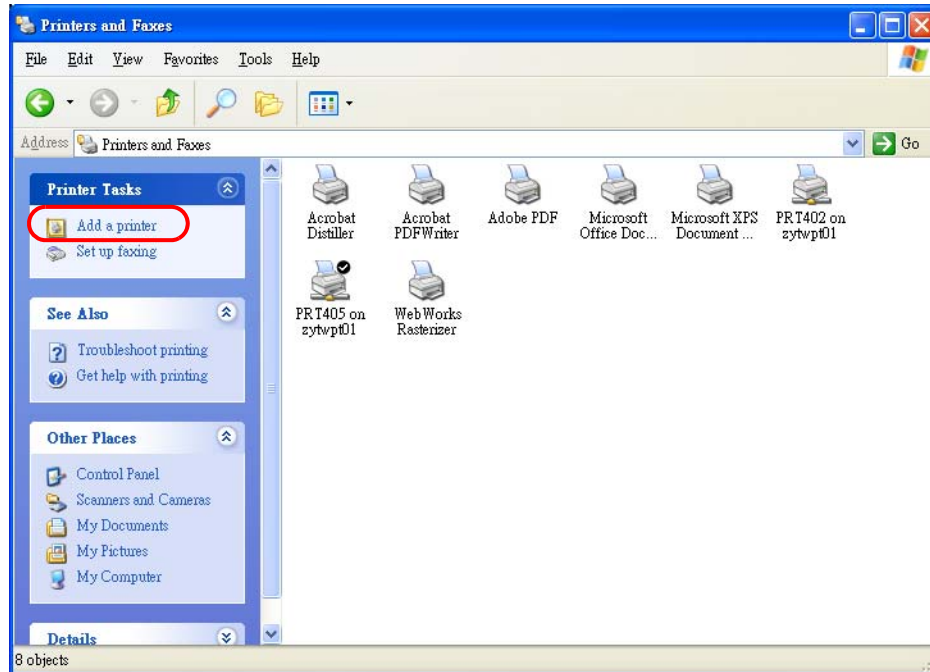 Printers and Faxes
File Edit View Favorites Tools Help
Address Printers and Faxes Go
Printer Tasks
Add a printer
Set up faxing
See Also
Troubleshoot printing
Get help with printing
Other Places
Control Panel
Scanners and Cameras
My Documents
My Pictures
My Computer
Details
Acrobat
Distiller
Acrobat
PDFWriter
Adobe PDF
Microsoft
Office Doc...
Microsoft XPS
Document ...
PRT402 on
zytwpt01
PRT405 on
zytwpt01
WebWorks
Rasterizer
8 objects